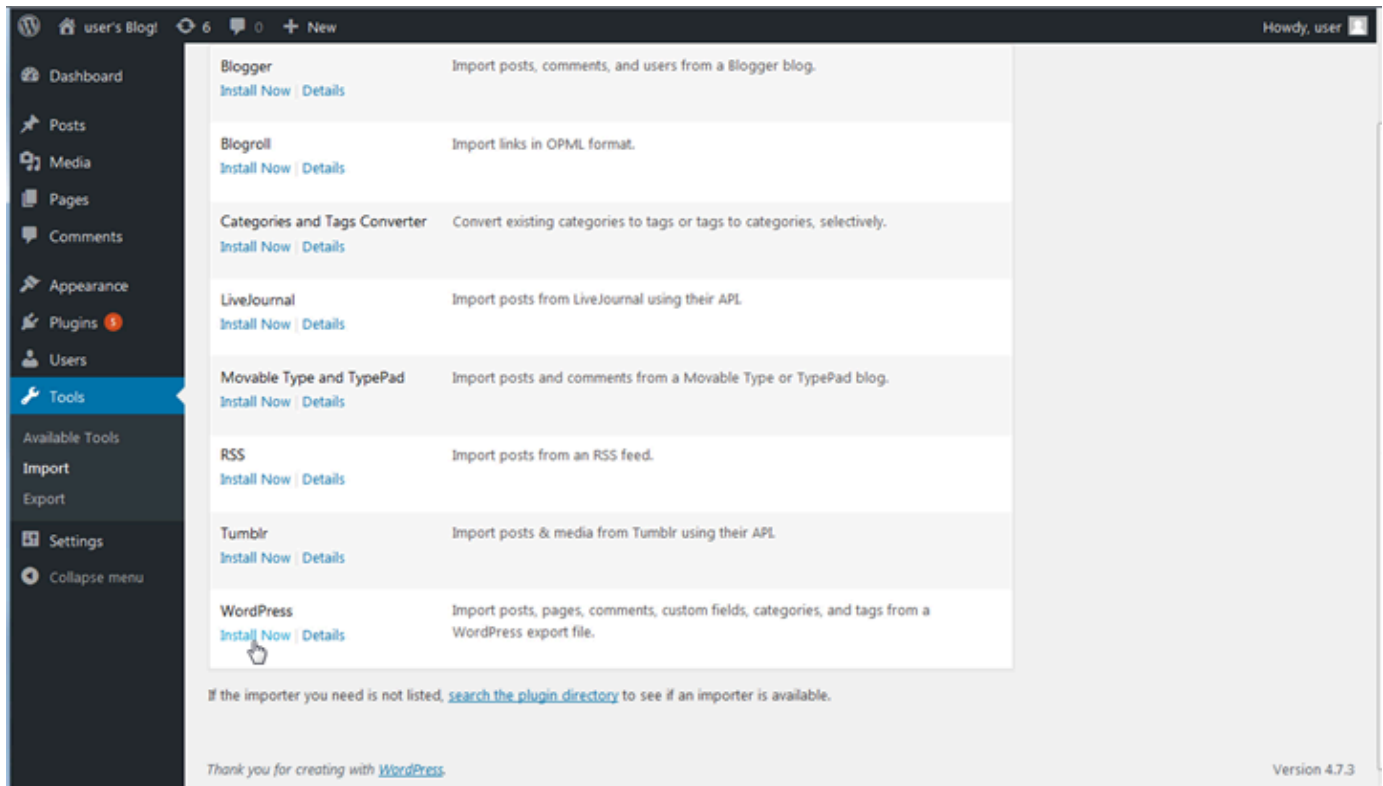 user's Blog! 6 0 + New Howdy, user
Dashboard
Posts
Media
Pages
Comments
Appearance
Plugins 5
Users
Tools
Available Tools
Import
Export
Settings
Collapse menu
Blogger Import posts, comments, and users from a Blogger blog.
Install Now | Details
Blogroll Import links in OPML format.
Install Now | Details
Categories and Tags Converter Convert existing categories to tags or tags to categories, selectively.
Install Now | Details
LiveJournal Import posts from LiveJournal using their API.
Install Now | Details
Movable Type and TypePad Import posts and comments from a Movable Type or TypePad blog.
Install Now | Details
RSS Import posts from an RSS feed.
Install Now | Details
Tumblr Import posts & media from Tumblr using their API.
Install Now | Details
WordPress Import posts, pages, comments, custom fields, categories, and tags from a
Install Now | Details WordPress export file.
If the importer you need is not listed, search the plugin directory to see if an importer is available.
Thank you for creating with WordPress. Version 4.7.3